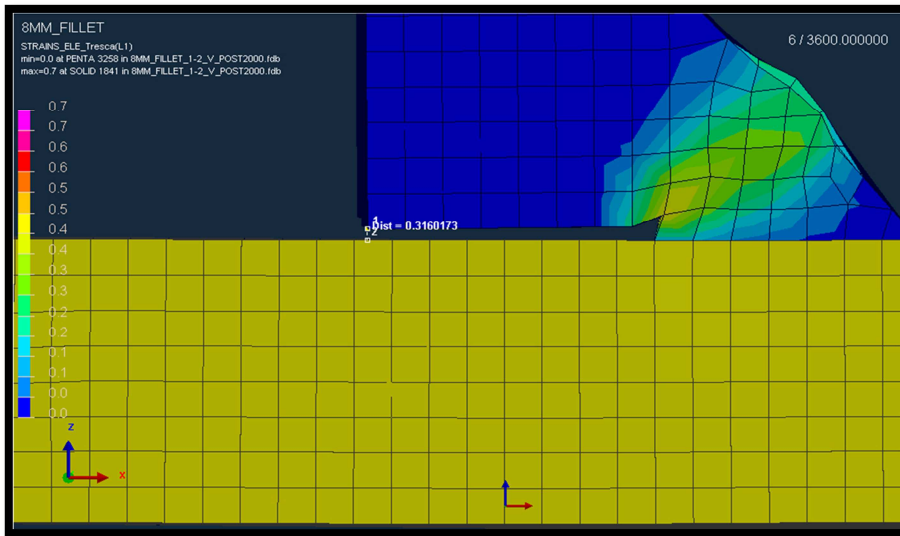 8MM_FILLET
STRAINS_ELE_Tresca(L1)
min=0.0 at PENTA 3258 in 8MM_FILLET_1-2_V_POST2000.fdb
max=0.7 at SOLID 1841 in 8MM_FILLET_1-2_V_POST2000.fdb
6 / 3600.000000
0.7
0.7
0.6
0.6
0.5
0.5
0.4
0.4
0.3
0.3
0.2
0.2
0.1
0.1
0.0
0.0
1
2
Dist = 0.3160173
Z
X